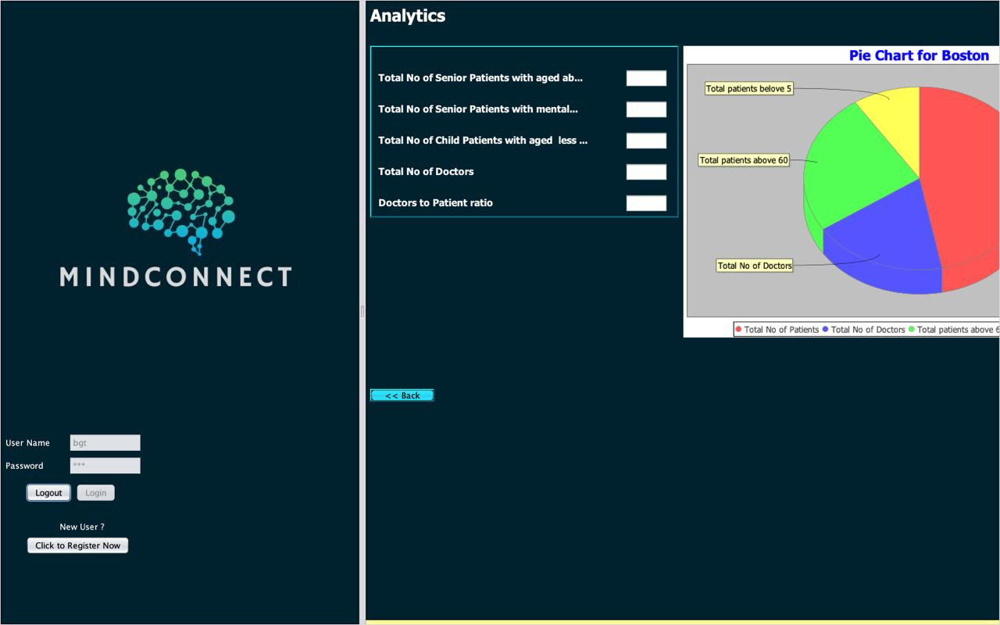 Analytics
Total No of Senior Patients with aged ab...
Total No of Senior Patients with mental...
Total No of Child Patients with aged  less ...
Total No of Doctors
Doctors to Patient ratio
Pie Chart for Boston
Total patients belove 5
Total patients above 60
Total No of Doctors
Total No of Patients Total No of Doctors Total patients above 6
<< Back
MINDCONNECT
User Name bgt
Password ***
Logout Login
New User ?
Click to Register Now